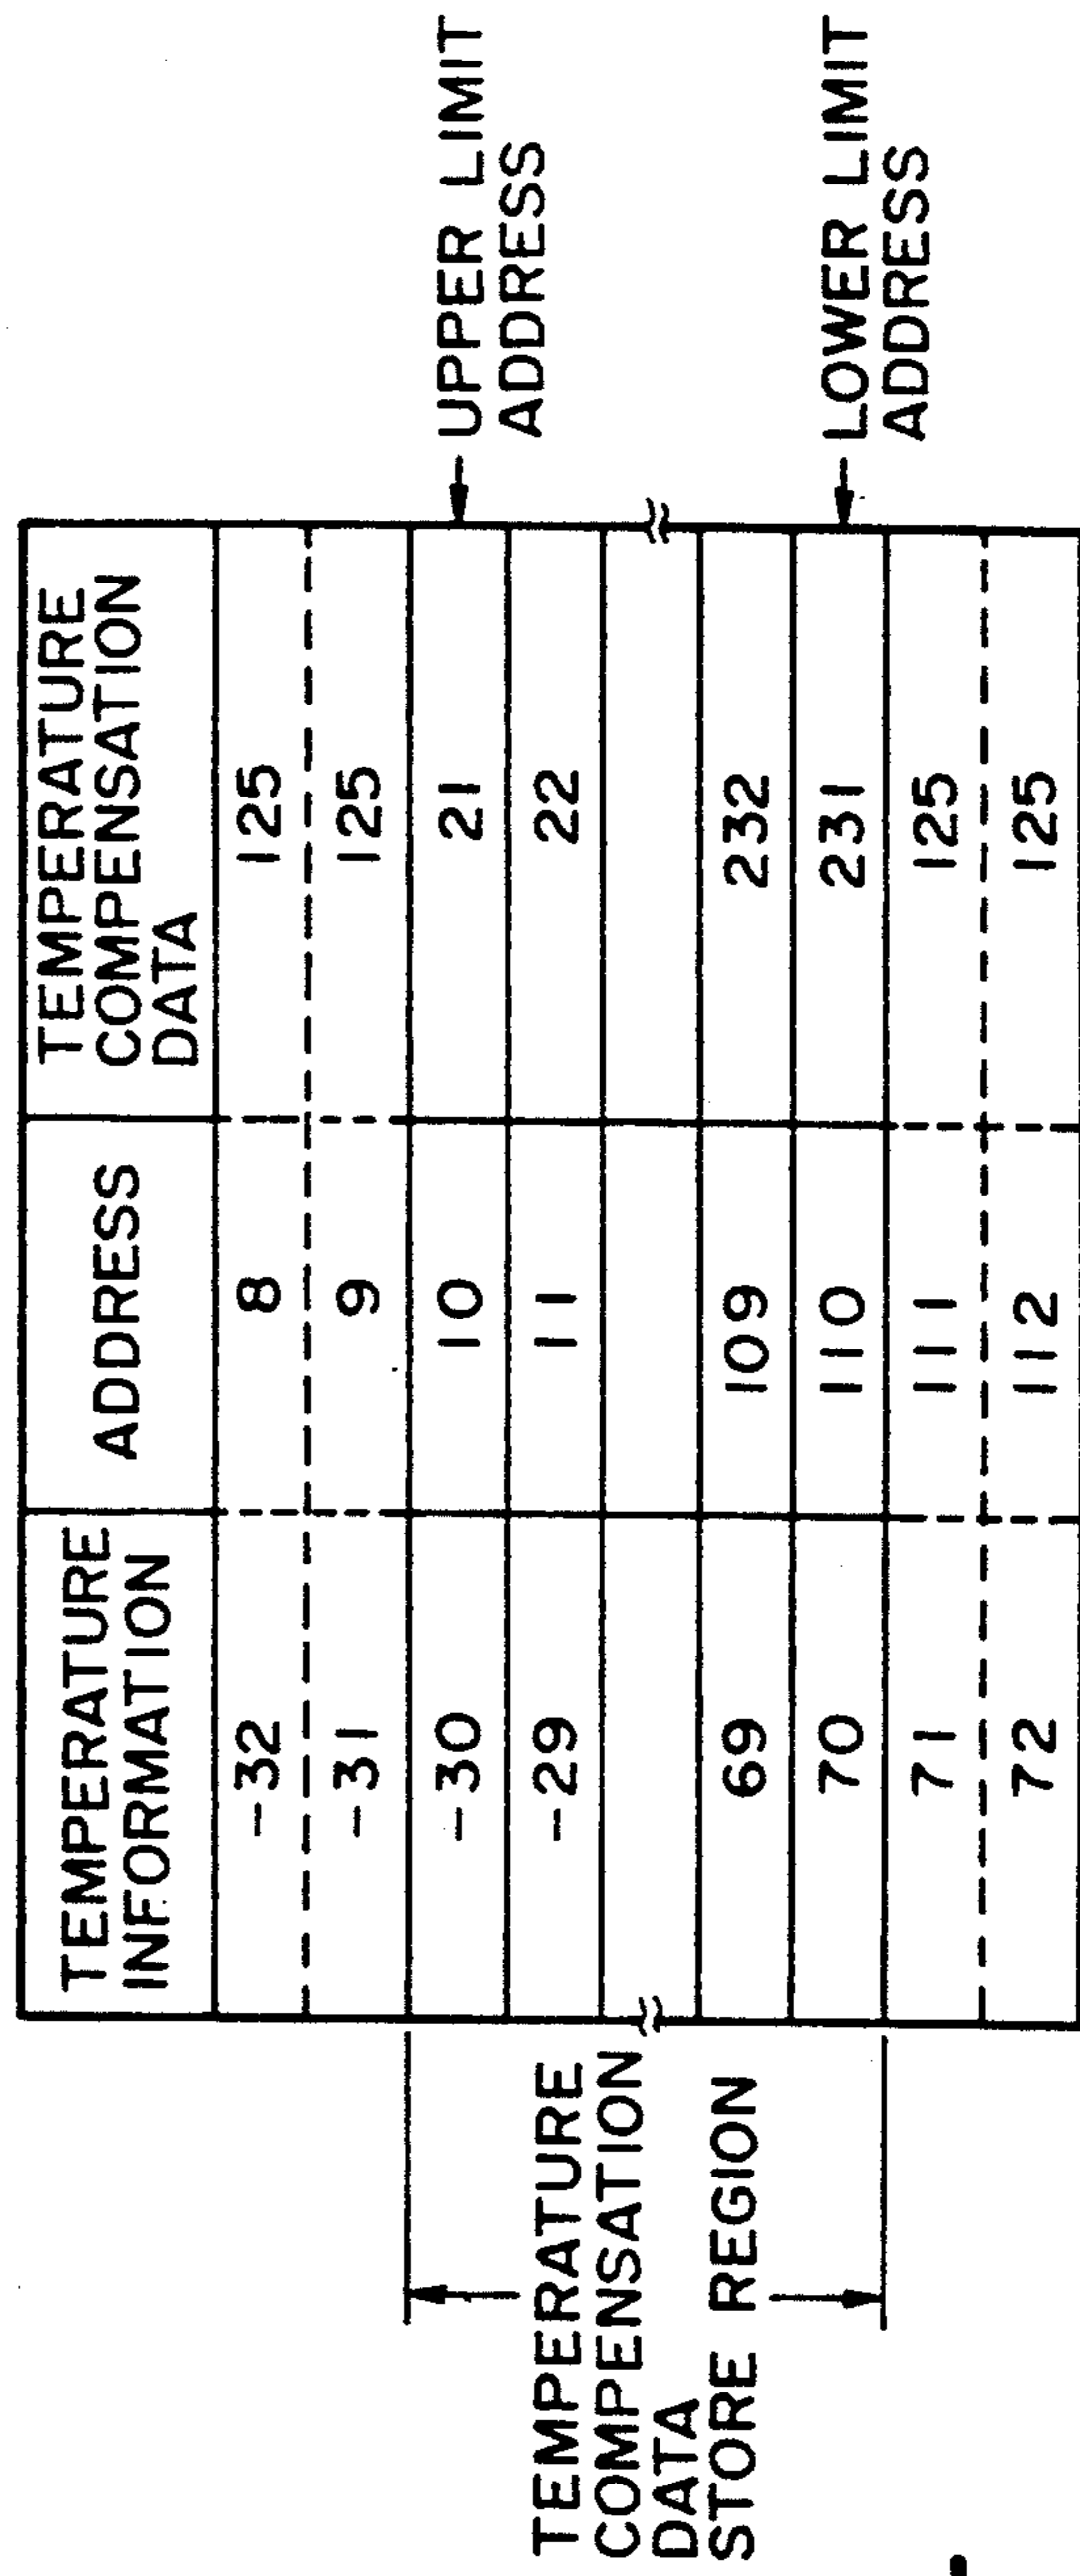 TEMPERATURE
INFORMATION
ADDRESS
TEMPERATURE
COMPENSATION
DATA
-32 8 125
-31 9 125
-30 10 21
-29 11 22
69 109 232
70 110 231
71 111 125
72 112 125
TEMPERATURE
COMPENSATION
DATA
STORE REGION
UPPER LIMIT
ADDRESS
LOWER LIMIT
ADDRESS